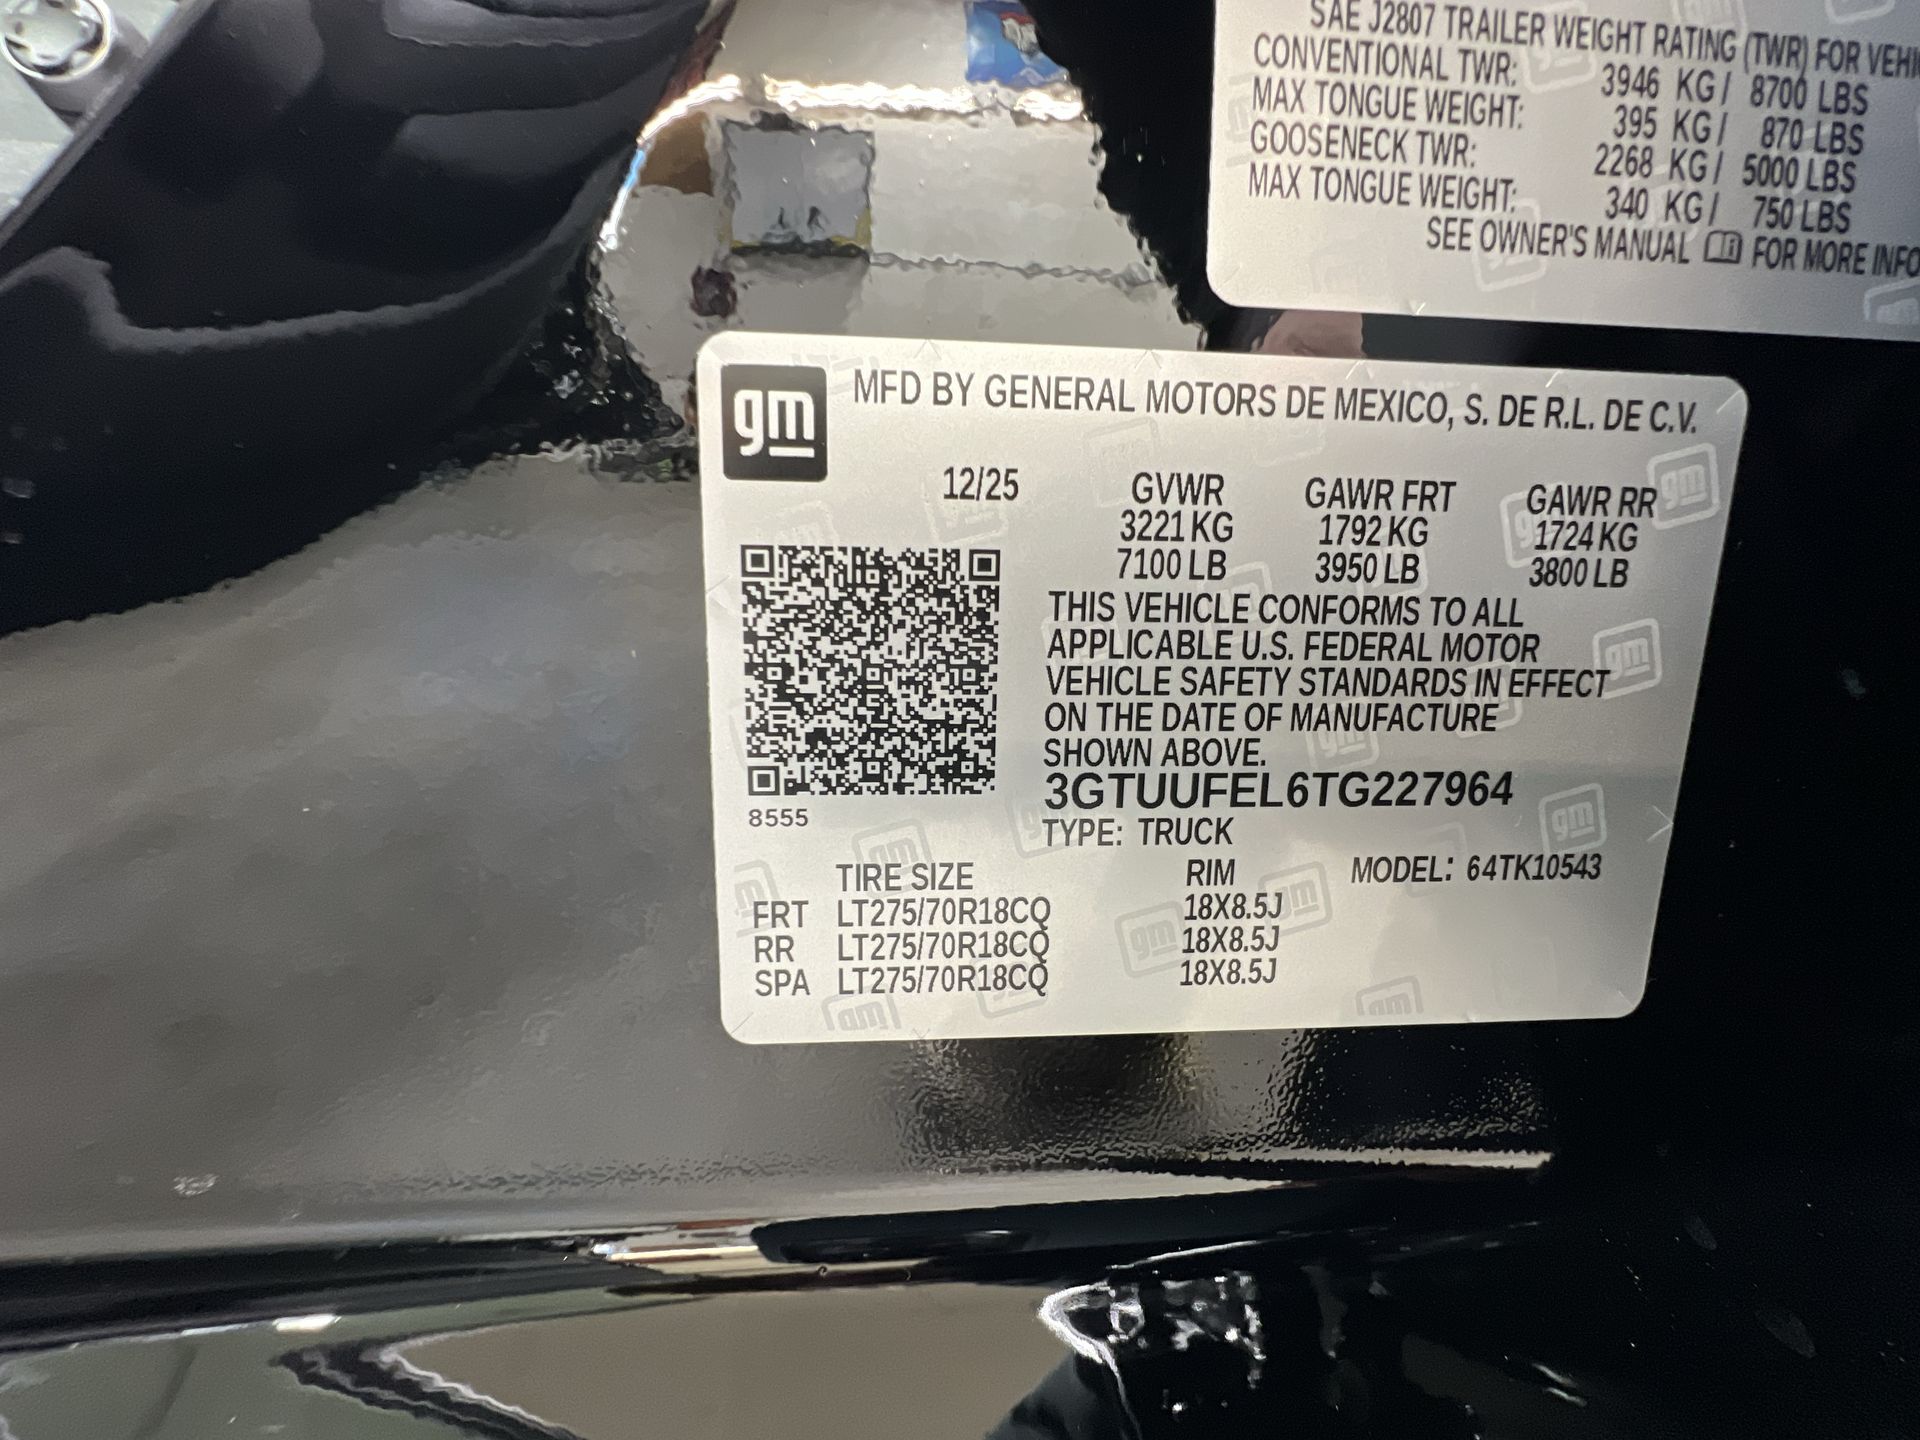 SAE J2807 TRAILER WEIGHT RATING (TWR) FOR
CONVENTIONAL TWR: 3946 KG/ 8700 LBS
MAX TONGUE WEIGHT: 395 KG/ 870 LBS
GOOSENECK TWR: 2268 KG/ 5000 LBS
MAX TONGUE WEIGHT: 340 KG/ 750 LBS
SEE OWNER'S MANUAL FOR MORE
gm
MFD BY GENERAL MOTORS DE MEXICO, S. DE R.L. DE C.V.
12/25 GVWR GAWR FRT GAWR RR
3221 KG 1792 KG 1724 KG
7100 LB 3950 LB 3800 LB
THIS VEHICLE CONFORMS TO ALL
APPLICABLE U.S. FEDERAL MOTOR
VEHICLE SAFETY STANDARDS IN EFFECT
ON THE DATE OF MANUFACTURE
SHOWN ABOVE.
3GTUUFEL6TG227964
8555
TYPE: TRUCK
TIRE SIZE RIM MODEL: 64TK10543
FRT LT275/70R18CQ 18X8.5J
RR LT275/70R18CQ 18X8.5J
SPA LT275/70R18CQ 18X8.5J